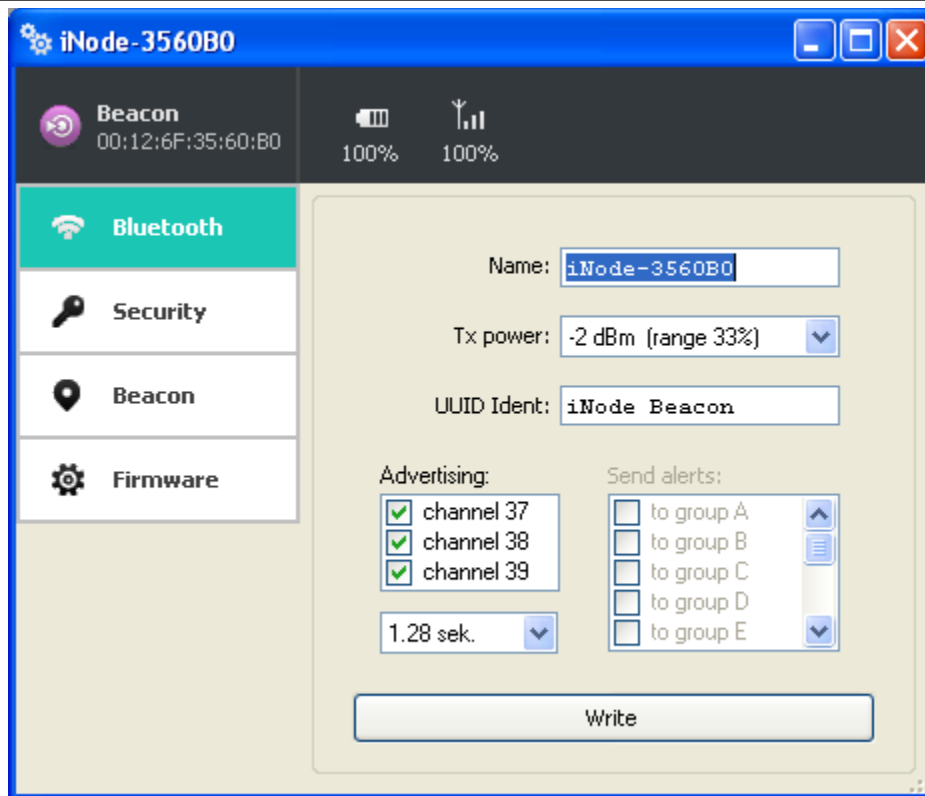 iNode-3560B0
Beacon
00:12:6F:35:60:B0
100%
100%
Bluetooth
Security
Beacon
Firmware
Name: iNode-3560B0
Tx power: -2 dBm (range 33%)
UUID Ident: iNode Beacon
Advertising:
channel 37
channel 38
channel 39
1.28 sek.
Send alerts:
to group A
to group B
to group C
to group D
to group E
Write